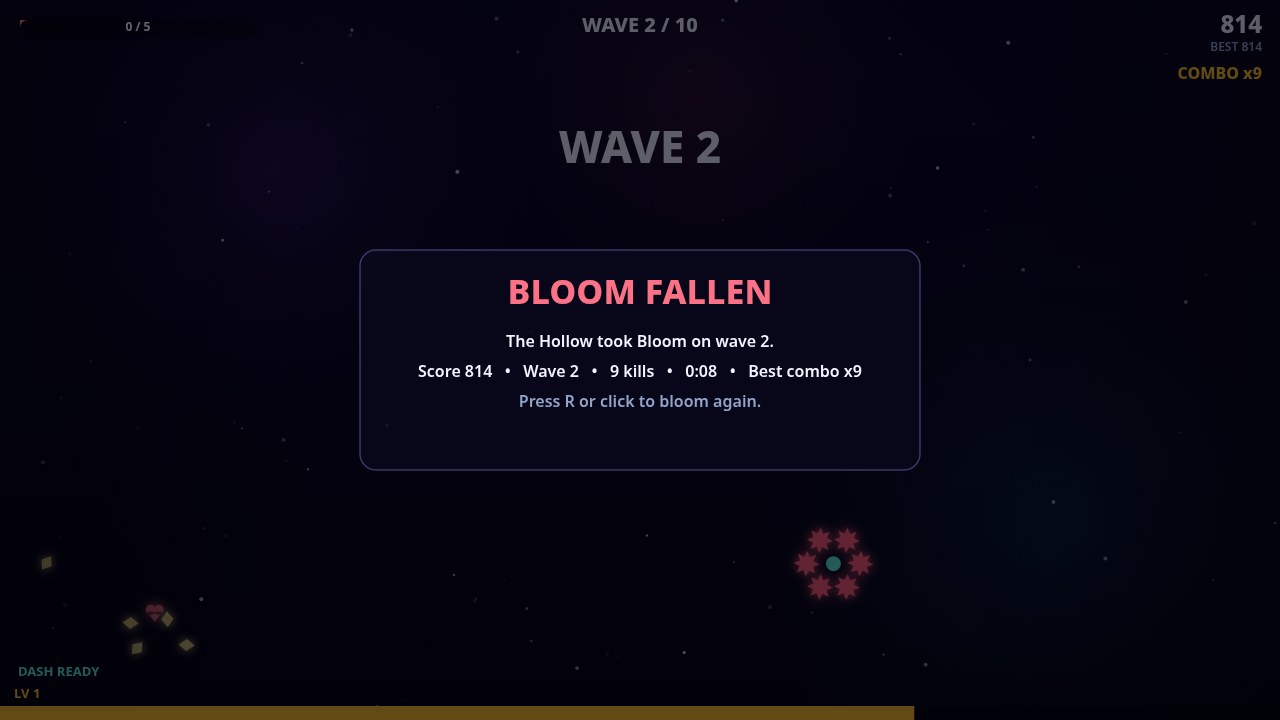 0 / 5
WAVE 2 / 10
814
BEST 814
COMBO x9
WAVE 2
BLOOM FALLEN
The Hollow took Bloom on wave 2.
Score 814 • Wave 2 • 9 kills • 0:08 • Best combo x9
Press R or click to bloom again.
DASH READY
LV 1